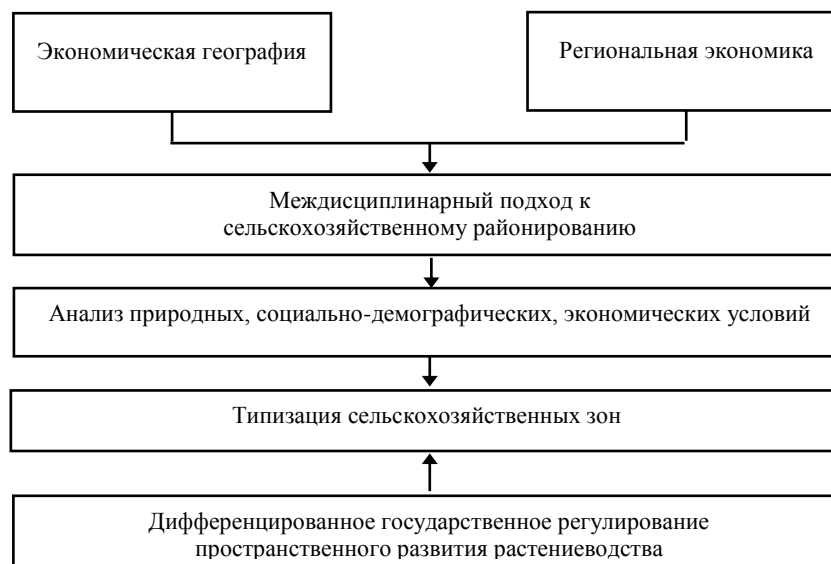 Экономическая география
Региональная экономика
Междисциплинарный подход к
сельскохозяйственному районированию
Анализ природных, социально-демографических, экономических условий
Типизация сельскохозяйственных зон
Дифференцированное государственное регулирование
пространственного развития растениеводства